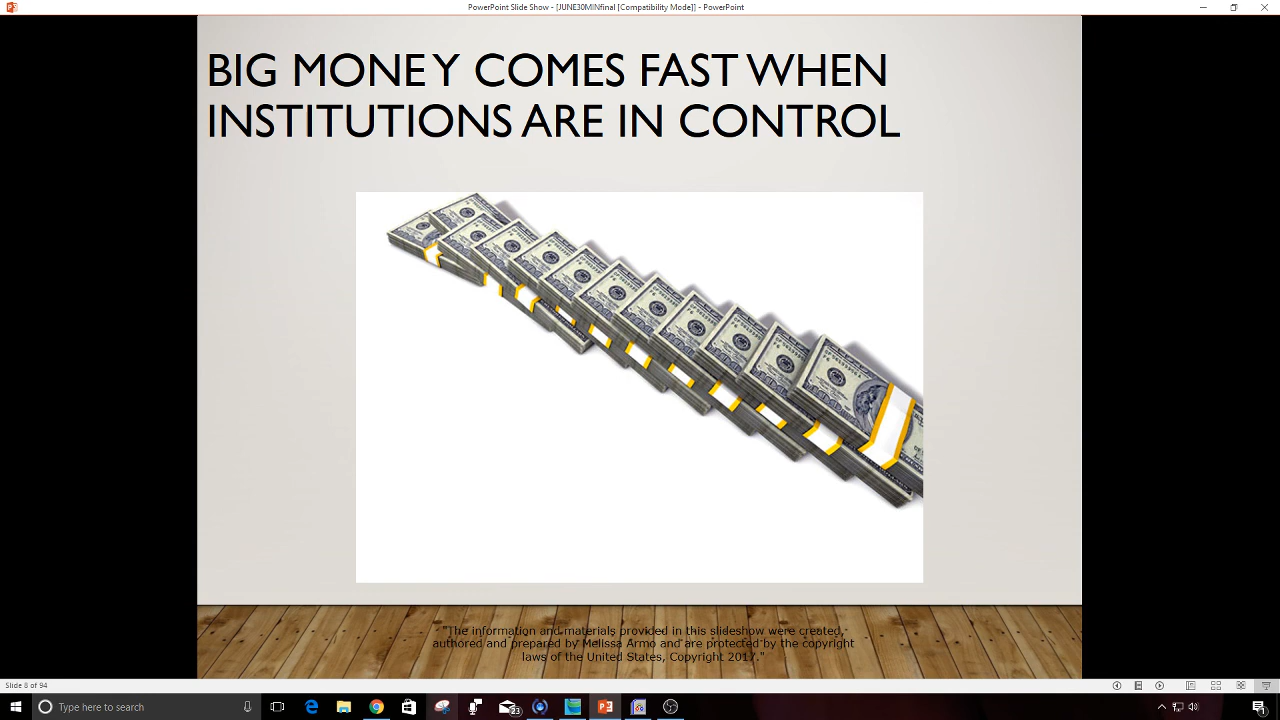 PowerPoint Slide Show - [JUNE30MINfinal [Compatibility Mode]] - PowerPoint
BIG MONEY COMES FAST WHEN
INSTITUTIONS ARE IN CONTROL
"The information and materials provided in this slideshow were created,
authored and prepared by Melissa Armo and are protected by the copyright
laws of the United States, Copyright 2017."
Slide 8 of 94
Type here to search
23